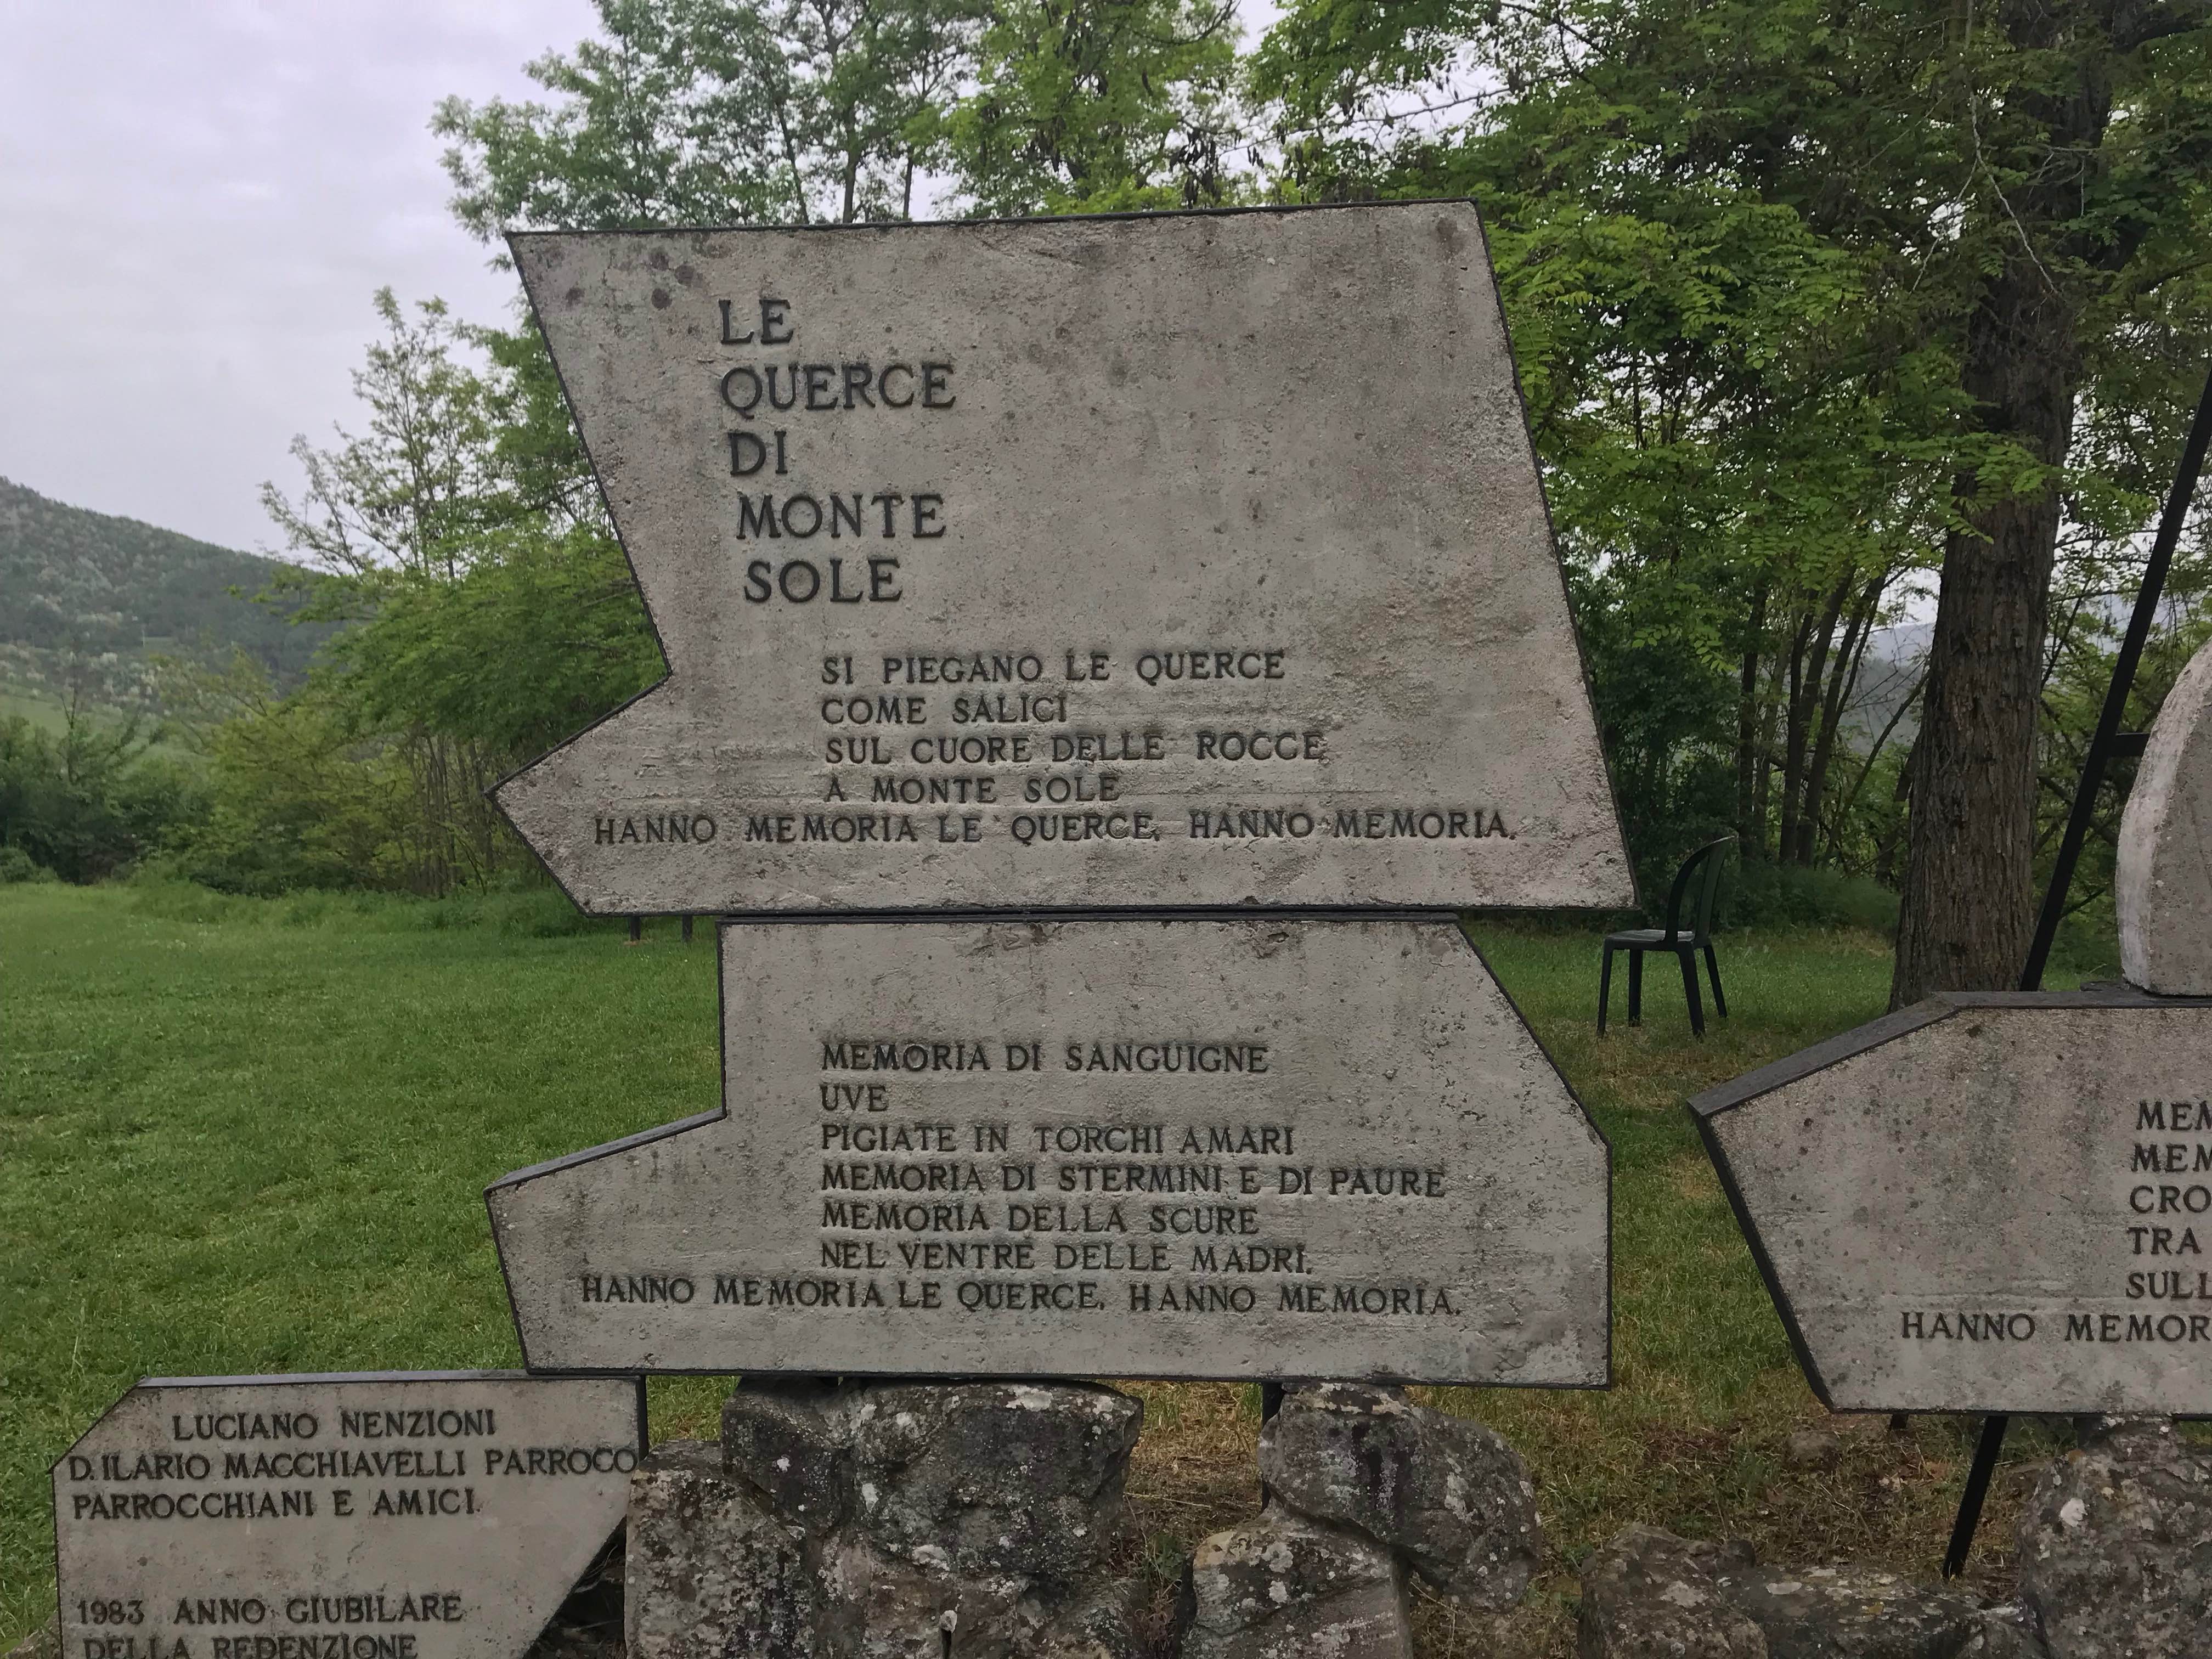 LE
QUERCE
DI
MONTE
SOLE
SI PIEGANO LE QUERCE
COME SALICI
SUL CUORE DELLE ROCCE
A MONTE SOLE
HANNO MEMORIA LE QUERCE, HANNO MEMORIA.
MEMORIA DI SANGUIGNE
UVE
PIGIATE IN TORCHI AMARI
MEMORIA DI STERMINI E DI PAURE
MEMORIA DELLA SCURE
NEL VENTRE DELLE MADRI.
HANNO MEMORIA LE QUERCE, HANNO MEMORIA.
LUCIANO NENZIONI
D. ILARIO MACCHIAVELLI PARROCO
PARROCCHIANI E AMICI.
1983 ANNO GIUBILARE
DELLA REDENZIONE
TRA
HANNO